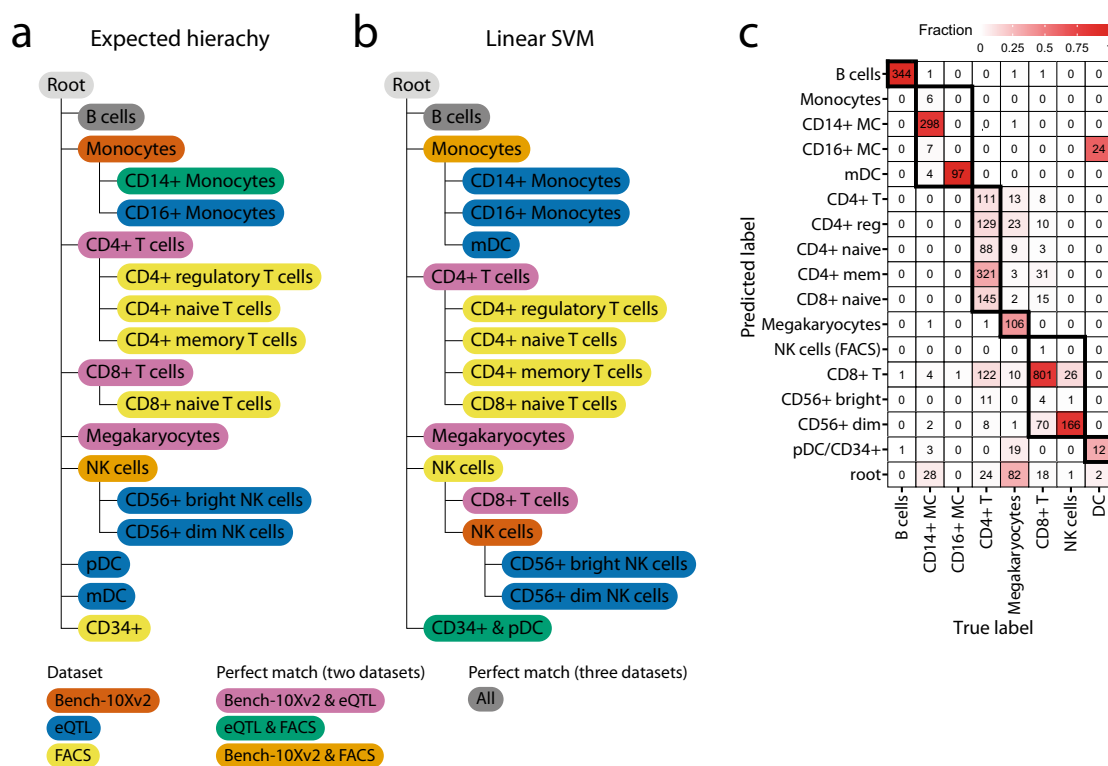 a
Expected hierachy
Root
B cells
Monocytes
CD14+ Monocytes
CD16+ Monocytes
CD4+ T cells
CD4+ regulatory T cells
CD4+ naive T cells
CD4+ memory T cells
CD8+ T cells
CD8+ naive T cells
Megakaryocytes
NK cells
CD56+ bright NK cells
CD56+ dim NK cells
pDC
mDC
CD34+
b
Linear SVM
Root
B cells
Monocytes
CD14+ Monocytes
CD16+ Monocytes
mDC
CD4+ T cells
CD4+ regulatory T cells
CD4+ naive T cells
CD4+ memory T cells
CD8+ naive T cells
Megakaryocytes
NK cells
CD8+ T cells
NK cells
CD56+ bright NK cells
CD56+ dim NK cells
CD34+ & pDC
Dataset
Bench-10Xv2
eQTL
FACS
Perfect match (two datasets)
Bench-10Xv2 & eQTL
eQTL & FACS
Bench-10Xv2 & FACS
Perfect match (three datasets)
All
c
Fraction
0 0.25 0.5 0.75
Predicted label
B cells 344 1 0 0 1 1 0 0
Monocytes 0 6 0 0 0 0 0 0
CD14+ MC 0 298 0 0 1 0 0 0
CD16+ MC 0 7 0 0 0 0 0 24
mDC 0 4 97 0 0 0 0 0
CD4+ T 0 0 0 111 13 8 0 0
CD4+ reg 0 0 0 129 23 10 0 0
CD4+ naive 0 0 0 88 9 3 0 0
CD4+ mem 0 0 0 321 3 31 0 0
CD8+ naive 0 0 0 145 2 15 0 0
Megakaryocytes 0 1 0 1 106 0 0 0
NK cells (FACS) 0 0 0 0 0 1 0 0
CD8+ T 1 4 1 122 10 801 26 0
CD56+ bright 0 0 0 11 0 4 1 0
CD56+ dim 0 2 0 8 1 70 166 0
pDC/CD34+ 1 3 0 0 19 0 0 12
root 0 28 0 24 82 18 1 2
B cells
CD14+ MC
CD16+ MC
CD4+ T
Megakaryocytes
CD8+ T
NK cells
DC
True label